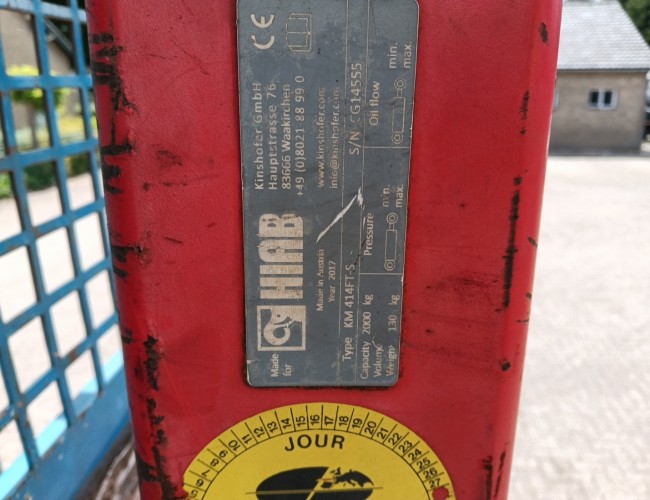 Made for
HIAB
Kinshofer GmbH
Hauptstrasse 76
83666 Waakirchen
+49 (0)8021 88 99 0
www.kinshofer.com
info@kinshofer.com
CE
Made in Austria
Year 2017
Type KM 414FT-S
S/N G14555
Capacity 2000 kg
Volume
Weight 130 kg
Pressure min. max.
Oil flow min. max.
JOUR
8 9 10 11 12 13 14 15 16 17 18 19 20 21 22 23 24 25 26